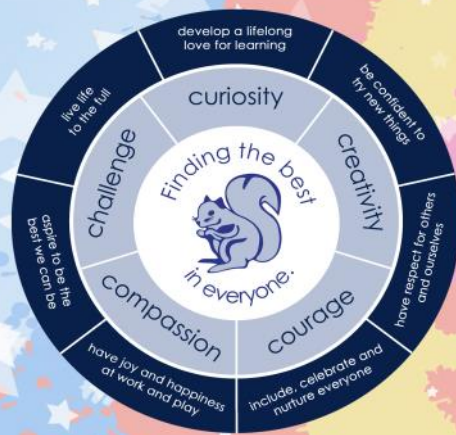 develop a lifelong
love for learning
be confident to
try new things
have respect for others
and ourselves
include, celebrate and
nurture everyone
have joy and happiness
at work and play
aspire to be the
best we can be
live life
to the full
curiosity
creativity
courage
compassion
challenge
Finding the best
in everyone.